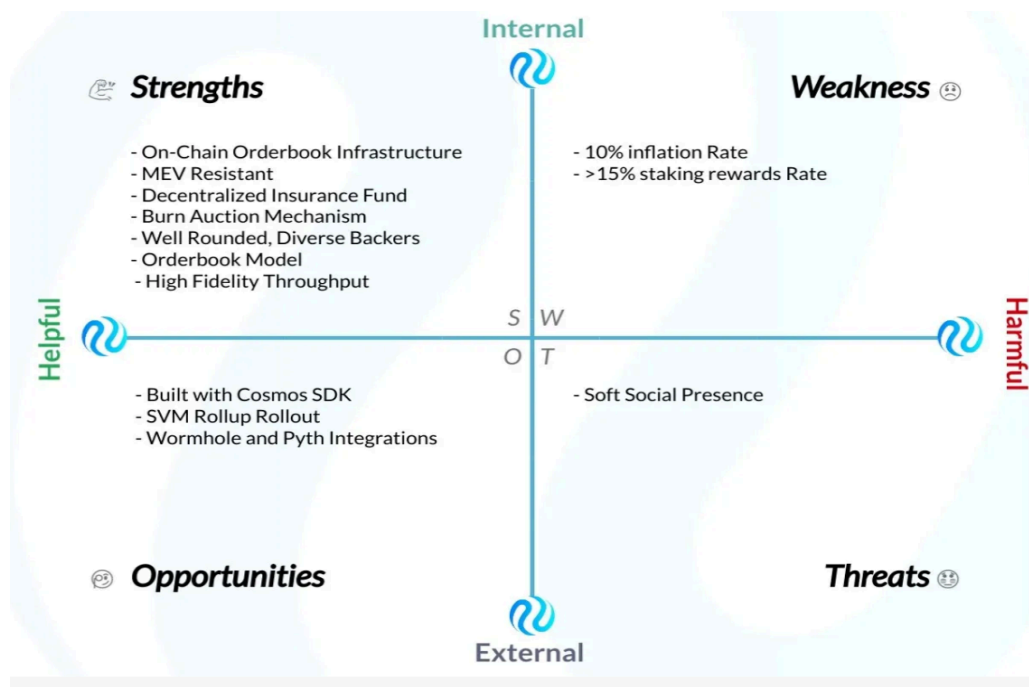 Internal
Strengths
Weakness
- On-Chain Orderbook Infrastructure
- MEV Resistant
- Decentralized Insurance Fund
- Burn Auction Mechanism
- Well Rounded, Diverse Backers
- Orderbook Model
- High Fidelity Throughput
- 10% inflation Rate
- >15% staking rewards Rate
Helpful
S W
O T
Harmful
- Built with Cosmos SDK
- SVM Rollup Rollout
- Wormhole and Pyth Integrations
- Soft Social Presence
Opportunities
Threats
External